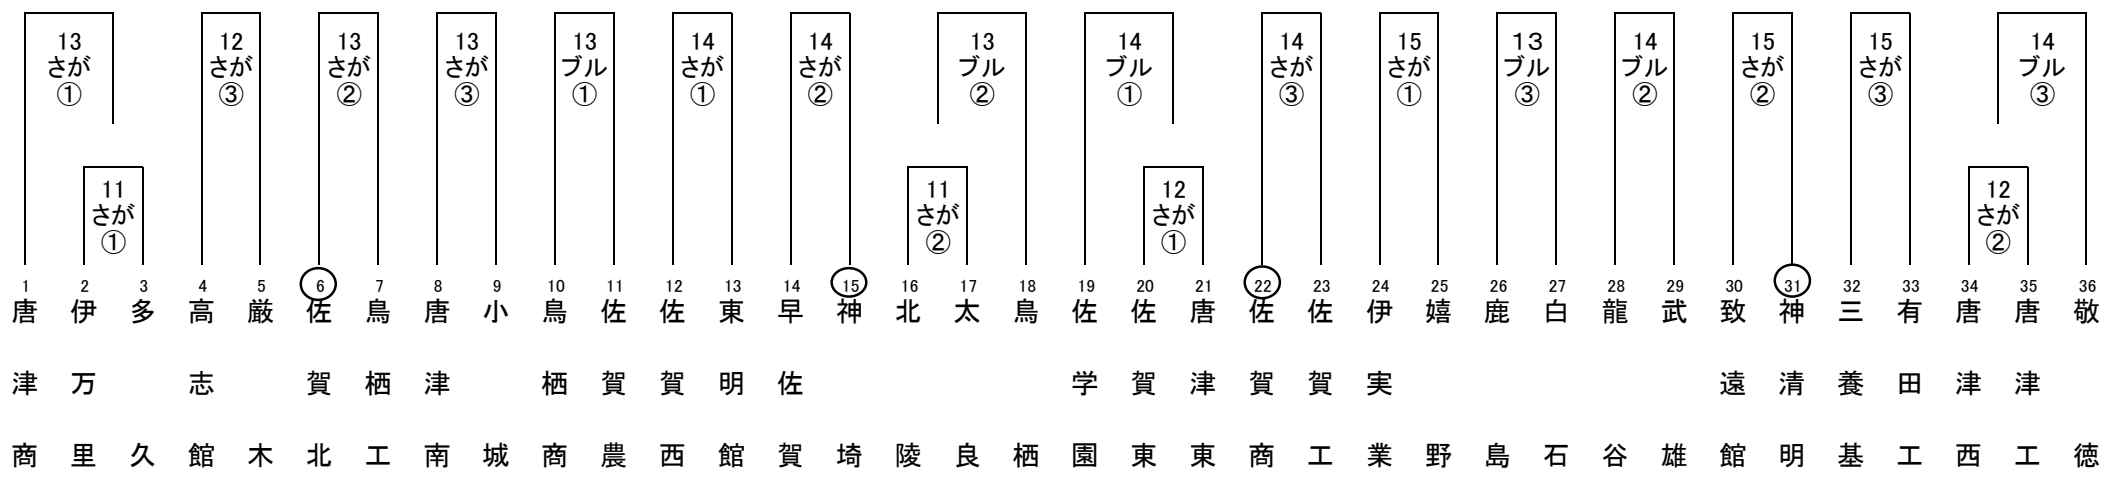 13 さが ①
12 さが ③
13 さが ②
13 さが ③
13 ブル ①
14 さが ①
14 さが ②
13 ブル ②
14 ブル ①
14 さが ③
15 さが ①
１３ ブル ③
14 ブル ②
15 さが ②
15 さが ③
14 ブル ③
11 さが ①
11 さが ②
12 さが ①
12 さが ②
1 唐津商
2 伊万里
3 多久
4 高志館
5 厳木
6 佐賀北
7 鳥栖工
8 唐津南
9 小城
10 鳥栖商
11 佐賀農
12 佐賀西
13 東明館
14 早佐賀
15 神埼
16 北陵
17 太良
18 鳥栖
19 佐学園
20 佐賀東
21 唐津東
22 佐賀商
23 佐賀工
24 伊実業
25 嬉野
26 鹿島
27 白石
28 龍谷
29 武雄
30 致遠館
31 神清明
32 三養基
33 有田工
34 唐津西
35 唐津工
36 敬徳